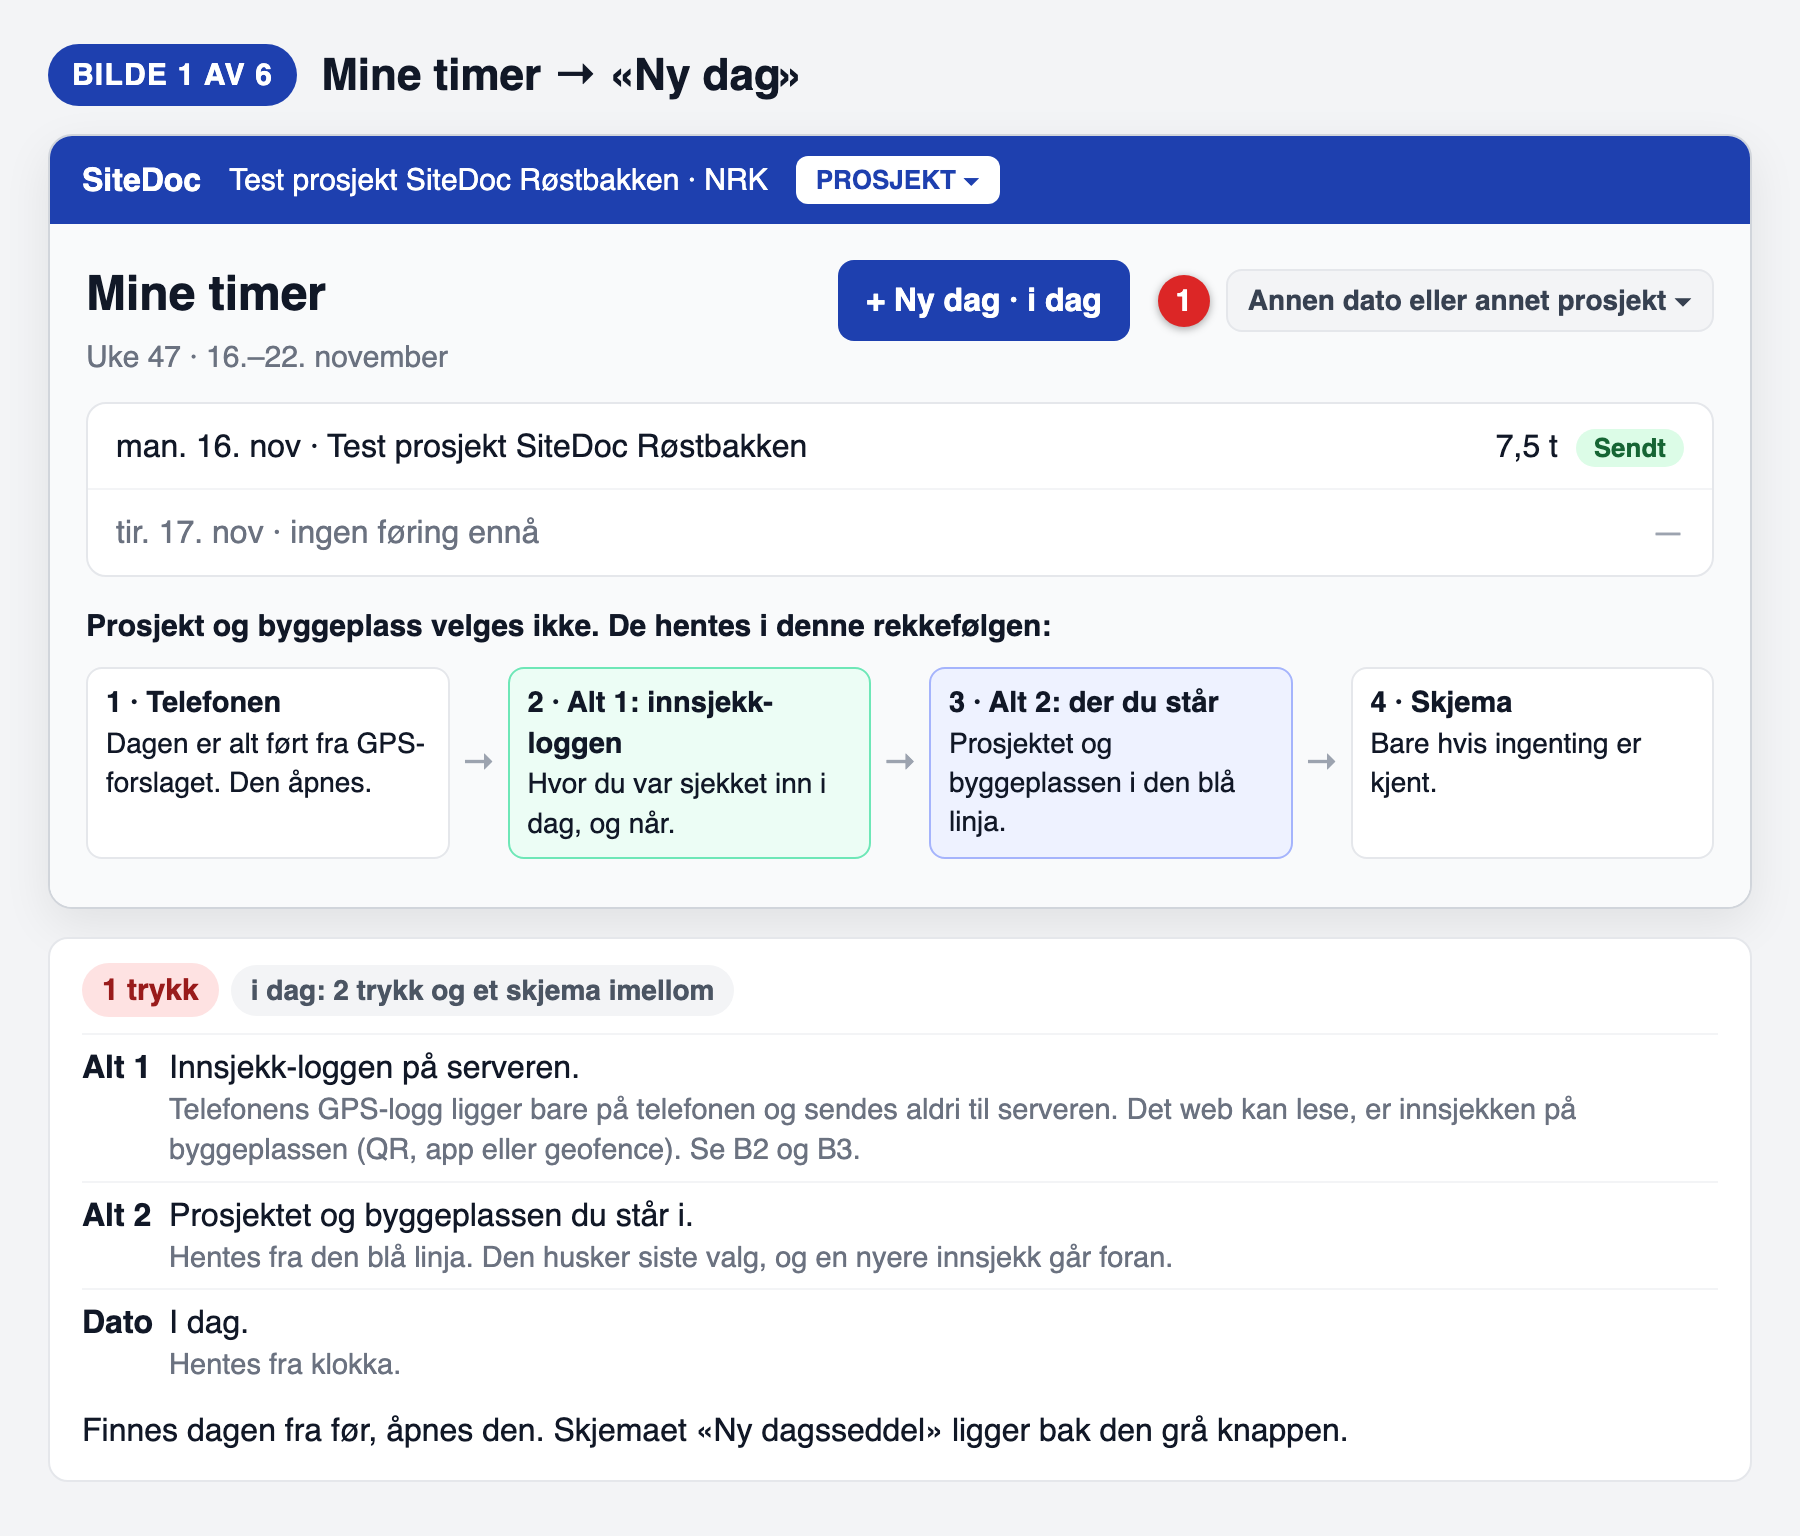 BILDE 1 AV 6
Mine timer → «Ny dag»
SiteDoc Test prosjekt SiteDoc Røstbakken · NRK PROSJEKT
Mine timer
+ Ny dag · i dag
1
Annen dato eller annet prosjekt
Uke 47 · 16.–22. november
man. 16. nov · Test prosjekt SiteDoc Røstbakken 7,5 t Sendt
tir. 17. nov · ingen føring ennå —
Prosjekt og byggeplass velges ikke. De hentes i denne rekkefølgen:
1 · Telefonen
Dagen er alt ført fra GPS-
forslaget. Den åpnes.
→
2 · Alt 1: innsjekk-
loggen
Hvor du var sjekket inn i
dag, og når.
→
3 · Alt 2: der du står
Prosjektet og
byggeplassen i den blå
linja.
→
4 · Skjema
Bare hvis ingenting er
kjent.
1 trykk
i dag: 2 trykk og et skjema imellom
Alt 1 Innsjekk-loggen på serveren.
Telefonens GPS-logg ligger bare på telefonen og sendes aldri til serveren. Det web kan lese, er innsjekken på
byggeplassen (QR, app eller geofence). Se B2 og B3.
Alt 2 Prosjektet og byggeplassen du står i.
Hentes fra den blå linja. Den husker siste valg, og en nyere innsjekk går foran.
Dato I dag.
Hentes fra klokka.
Finnes dagen fra før, åpnes den. Skjemaet «Ny dagsseddel» ligger bak den grå knappen.